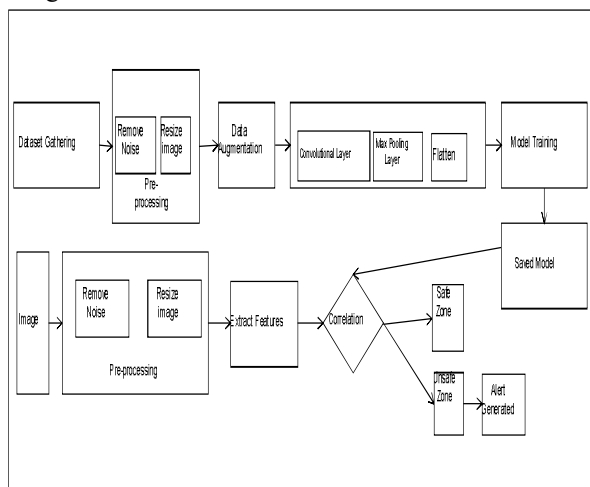 Dataset Gathering
Remove
Noise
Resize
image
Pre-
processing
Data
Augmentation
Convolutional Layer
Max Pooling
Layer
Flatten
Model Training
Saved Model
Image
Remove
Noise
Resize
image
Pre-processing
Extract Features
Correlation
Safe
Zone
Unsafe
Zone
Alert
Generated